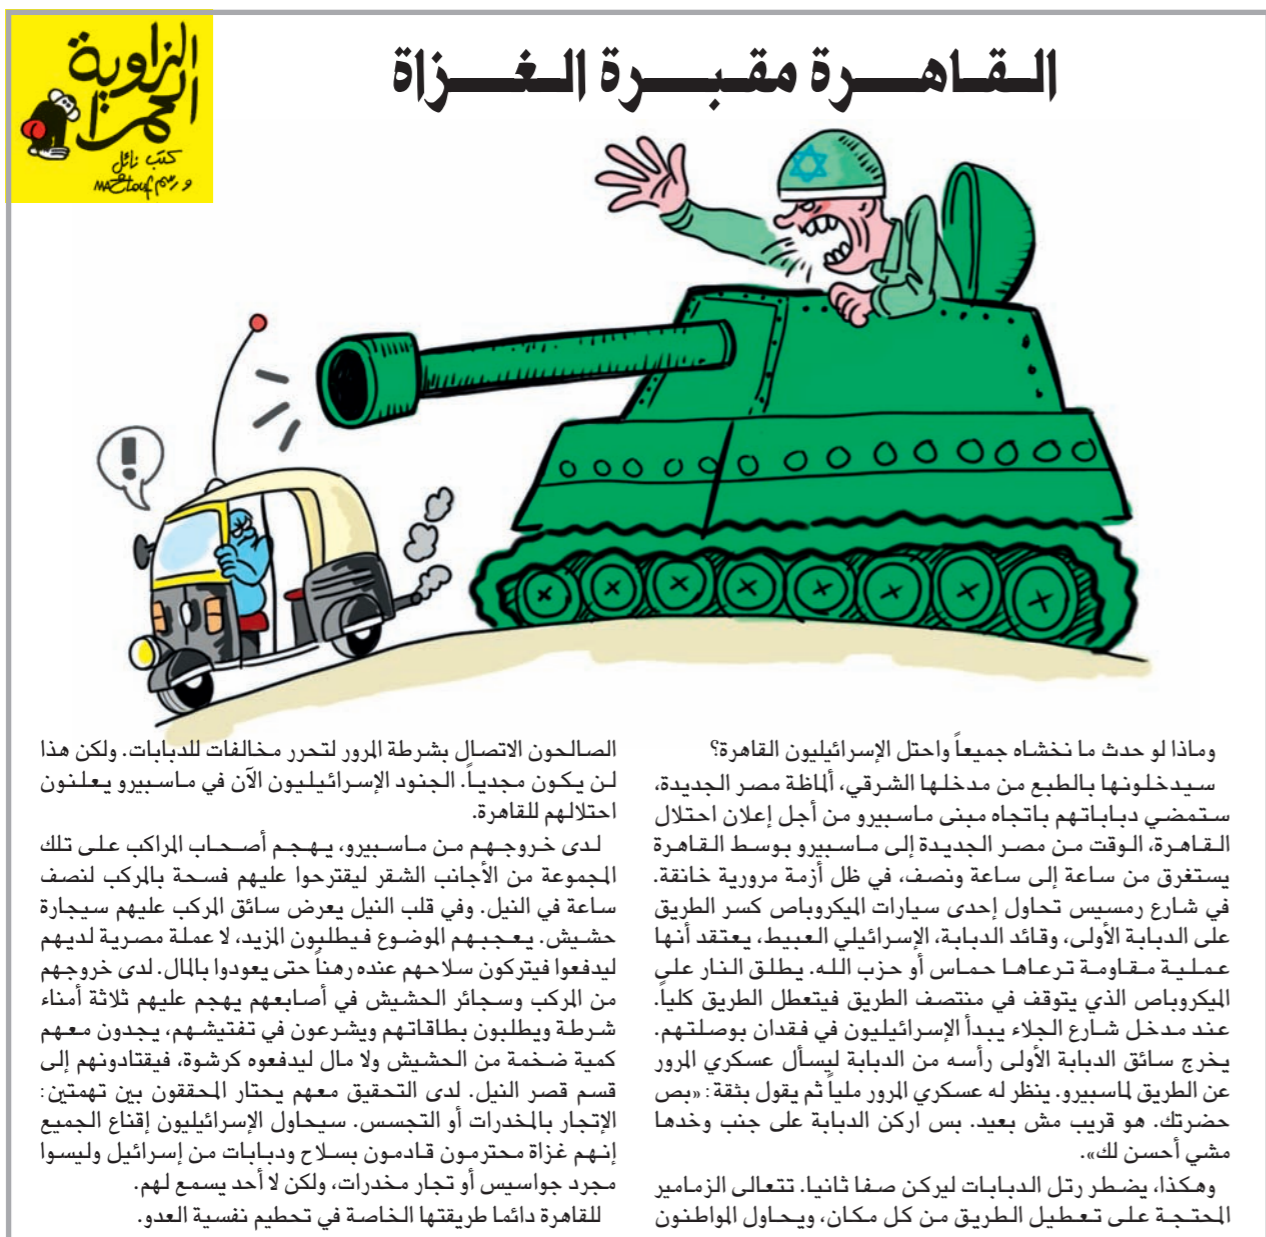 الزاوية
الحمرا
كتب نائل
ورسم MAKhlouf
القاهرة مقبرة الغزاة
!
وماذا لو حدث ما نخشاه جميعاً واحتل الإسرائيليون القاهرة؟
سيدخلونها بالطبع من مدخلها الشرقي، ألماظة مصر الجديدة،
ستمضي دباباتهم باتجاه مبنى ماسبيرو من أجل إعلان احتلال
القاهرة، الوقت من مصر الجديدة إلى ماسبيرو بوسط القاهرة
يستغرق من ساعة إلى ساعة ونصف، في ظل أزمة مرورية خانقة.
في شارع رمسيس تحاول إحدى سيارات الميكروباص كسر الطريق
على الدبابة الأولى، وقائد الدبابة، الإسرائيلي العبيط، يعتقد أنها
عملية مقاومة ترعاها حماس أو حزب الله. يطلق النار على
الميكروباص الذي يتوقف في منتصف الطريق فيتعطل الطريق كلياً.
عند مدخل شارع الجلاء يبدأ الإسرائيليون في فقدان بوصلتهم.
يخرج سائق الدبابة الأولى رأسه من الدبابة ليسأل عسكري المرور
عن الطريق لماسبيرو. ينظر له عسكري المرور ملياً ثم يقول بثقة: «بص
حضرتك. هو قريب مش بعيد. بس اركن الدبابة على جنب وخدها
مشي أحسن لك».
وهكذا، يضطر رتل الدبابات ليركن صفا ثانيا. تتعالى الزمامير
المحتجة على تعطيل الطريق من كل مكان، ويحاول المواطنون
الصالحون الاتصال بشرطة المرور لتحرر مخالفات للدبابات. ولكن هذا
لن يكون مجدياً. الجنود الإسرائيليون الآن في ماسبيرو يعلنون
احتلالهم للقاهرة.
لدى خروجهم من ماسبيرو، يهجم أصحاب المراكب على تلك
المجموعة من الأجانب الشقر ليقترحوا عليهم فسحة بالمركب لنصف
ساعة في النيل. وفي قلب النيل يعرض سائق المركب عليهم سيجارة
حشيش. يعجبهم الموضوع فيطلبون المزيد، لا عملة مصرية لديهم
ليدفعوا فيتركون سلاحهم عنده رهناً حتى يعودوا بالمال. لدى خروجهم
من المركب وسجائر الحشيش في أصابعهم يهجم عليهم ثلاثة أمناء
شرطة ويطلبون بطاقاتهم ويشرعون في تفتيشهم، يجدون معهم
كمية ضخمة من الحشيش ولا مال ليدفعوه كرشوة، فيقتادونهم إلى
قسم قصر النيل. لدى التحقيق معهم يحتار المحققون بين تهمتين:
الإتجار بالمخدرات أو التجسس. سيحاول الإسرائيليون إقناع الجميع
إنهم غزاة محترمون قادمون بسلاح ودبابات من إسرائيل وليسوا
مجرد جواسيس أو تجار مخدرات، ولكن لا أحد يسمع لهم.
للقاهرة دائما طريقتها الخاصة في تحطيم نفسية العدو.